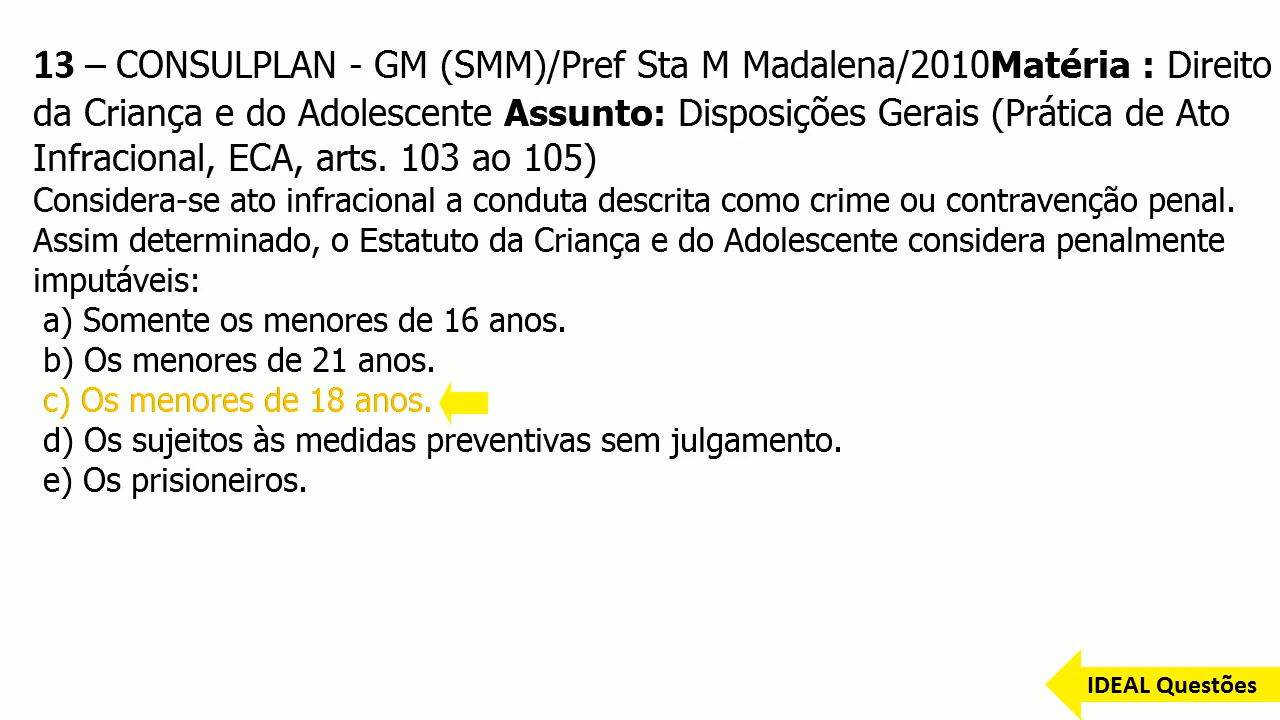 13 – CONSULPLAN - GM (SMM)/Pref Sta M Madalena/2010Matéria : Direito
da Criança e do Adolescente Assunto: Disposições Gerais (Prática de Ato
Infracional, ECA, arts. 103 ao 105)
Considera-se ato infracional a conduta descrita como crime ou contravenção penal.
Assim determinado, o Estatuto da Criança e do Adolescente considera penalmente
imputáveis:
a) Somente os menores de 16 anos.
b) Os menores de 21 anos.
c) Os menores de 18 anos.
d) Os sujeitos às medidas preventivas sem julgamento.
e) Os prisioneiros.
IDEAL Questões